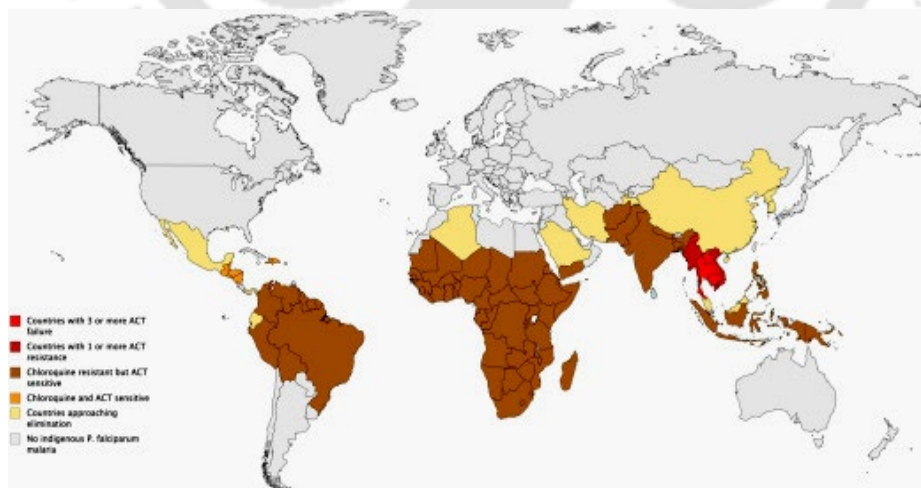 Countries with 3 or more ACT
failure
Countries with 1 or more ACT
resistance
Chloroquine resistant but ACT
sensitive
Chloroquine and ACT sensitive
Countries approaching
elimination
No indigenous P. falciparum
malaria